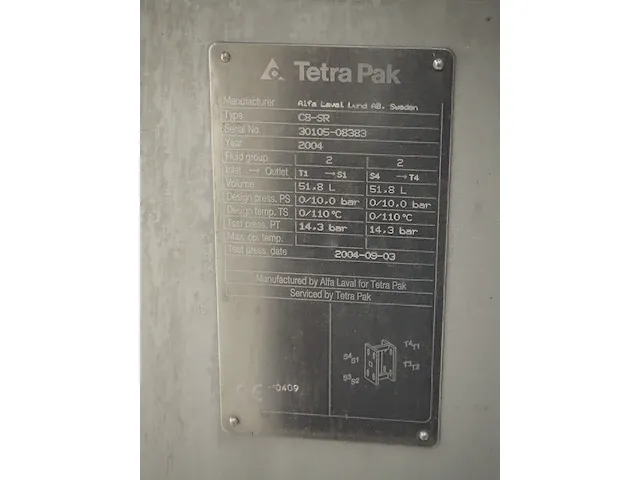 Tetra Pak
Manufacturer Alfa Laval Lund AB, Sweden
Type C8-SR
Serial No. 30105-08383
Year 2004
Fluid group 2 2
Inlet → Outlet T1 → S1 S4 → T4
Volume 51,8 L 51,8 L
Design press. PS 0/10,0 bar 0/10,0 bar
Design temp. TS 0/110 °C 0/110 °C
Test press. PT 14,3 bar 14,3 bar
Max. op. temp.
Test press. date 2004-09-03
Manufactured by Alfa Laval for Tetra Pak
Serviced by Tetra Pak
T4 T1
S4 S1
T3 T2
S3 S2
CE 0409